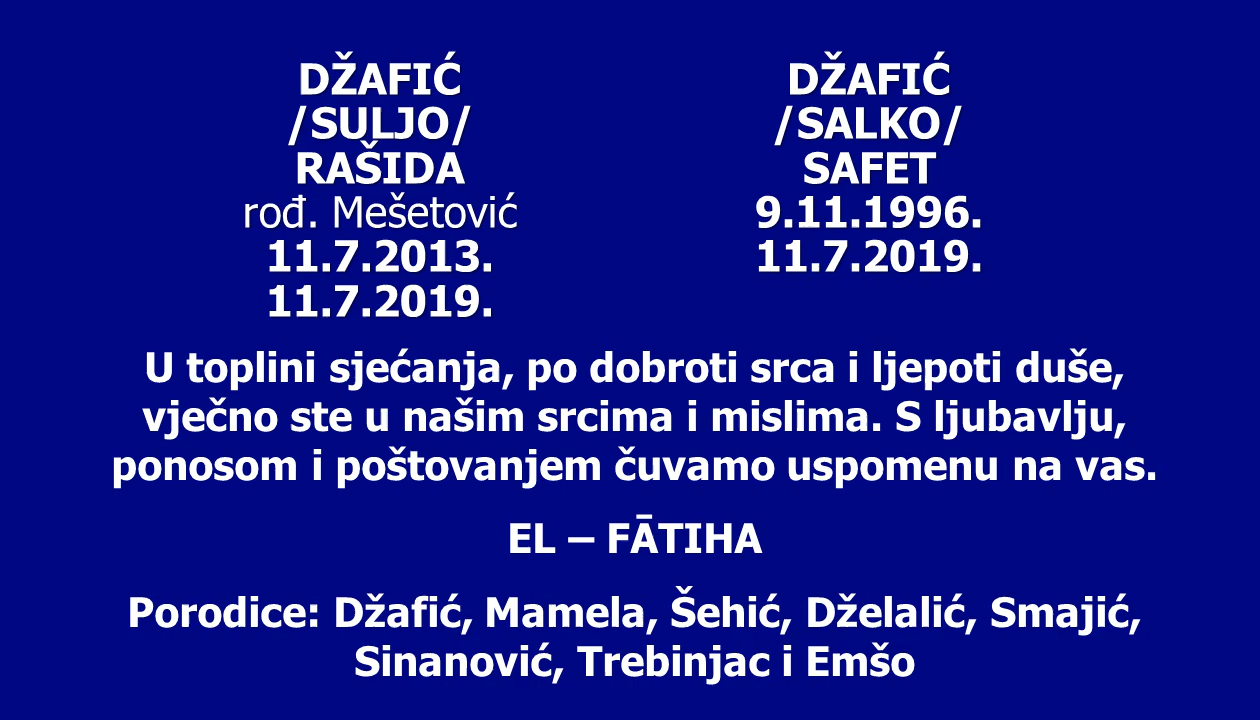 DŽAFIĆ
/SULJO/
RAŠIDA
rođ. Mešetović
11.7.2013.
11.7.2019.
DŽAFIĆ
/SALKO/
SAFET
9.11.1996.
11.7.2019.
U toplini sjećanja, po dobroti srca i ljepoti duše,
vječno ste u našim srcima i mislima. S ljubavlju,
ponosom i poštovanjem čuvamo uspomenu na vas.
EL – FĀTIHA
Porodice: Džafić, Mamela, Šehić, Dželalić, Smajić,
Sinanović, Trebinjac i Emšo